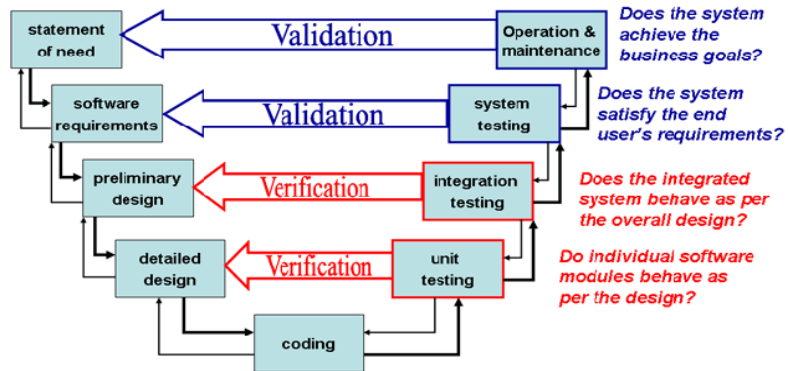 statement
of need
Validation
Operation &
maintenance
Does the system
achieve the
business goals?
software
requirements
Validation
system
testing
Does the system
satisfy the end
user's requirements?
preliminary
design
Verification
integration
testing
Does the integrated
system behave as per
the overall design?
detailed
design
Verification
unit
testing
Do individual software
modules behave as
per the design?
coding